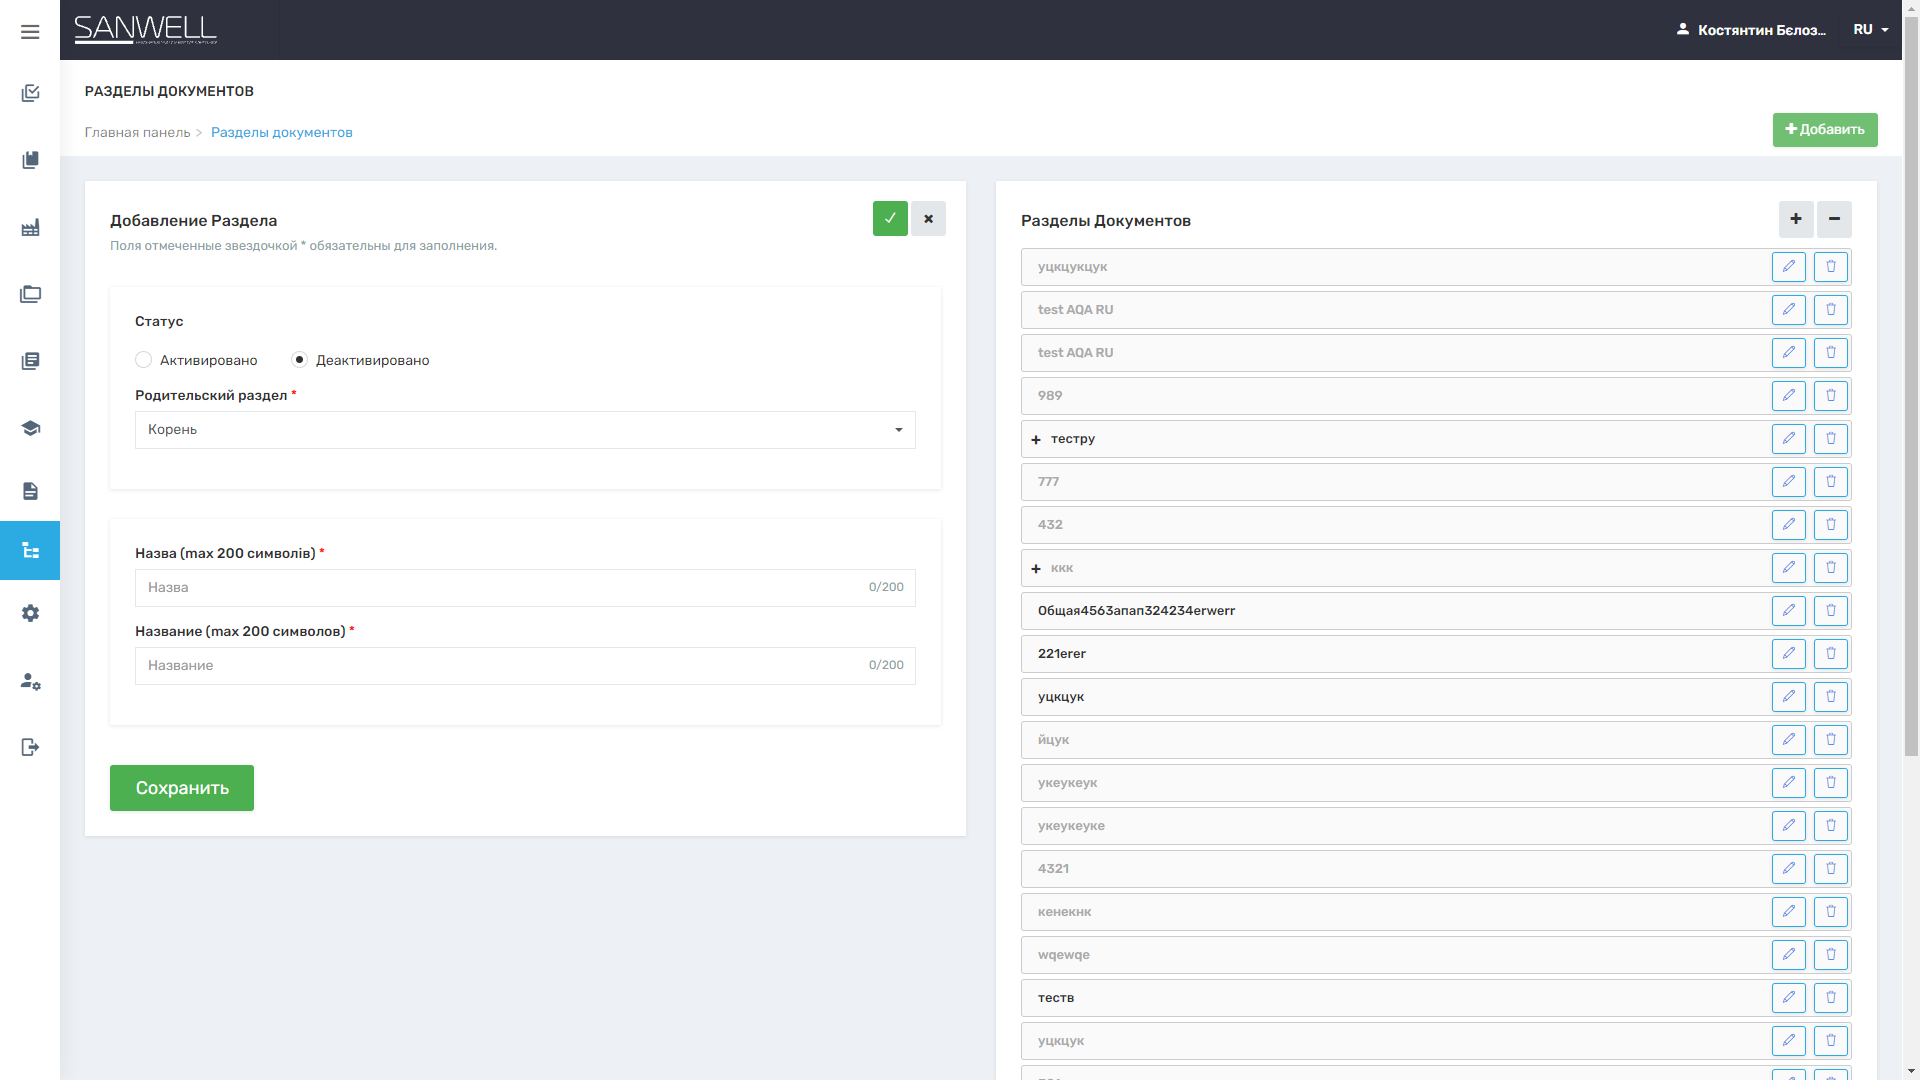 SANWELL
Костянтин Бєлоз...
RU
РАЗДЕЛЫ ДОКУМЕНТОВ
Главная панель > Разделы документов
Добавить
Добавление Раздела
Поля отмеченные звездочкой * обязательны для заполнения.
Статус
Активировано
Деактивировано
Родительский раздел *
Корень
Назва (max 200 символів) *
Назва
0/200
Название (max 200 символов) *
Название
0/200
Сохранить
Разделы Документов
уцкцукцук
test AQA RU
test AQA RU
989
тестру
777
432
ккк
Общая4563апап324234erwerr
221erer
уцкцук
йцук
укеукеук
укеукеуке
4321
кенекнк
wqewqe
теств
уцкцук